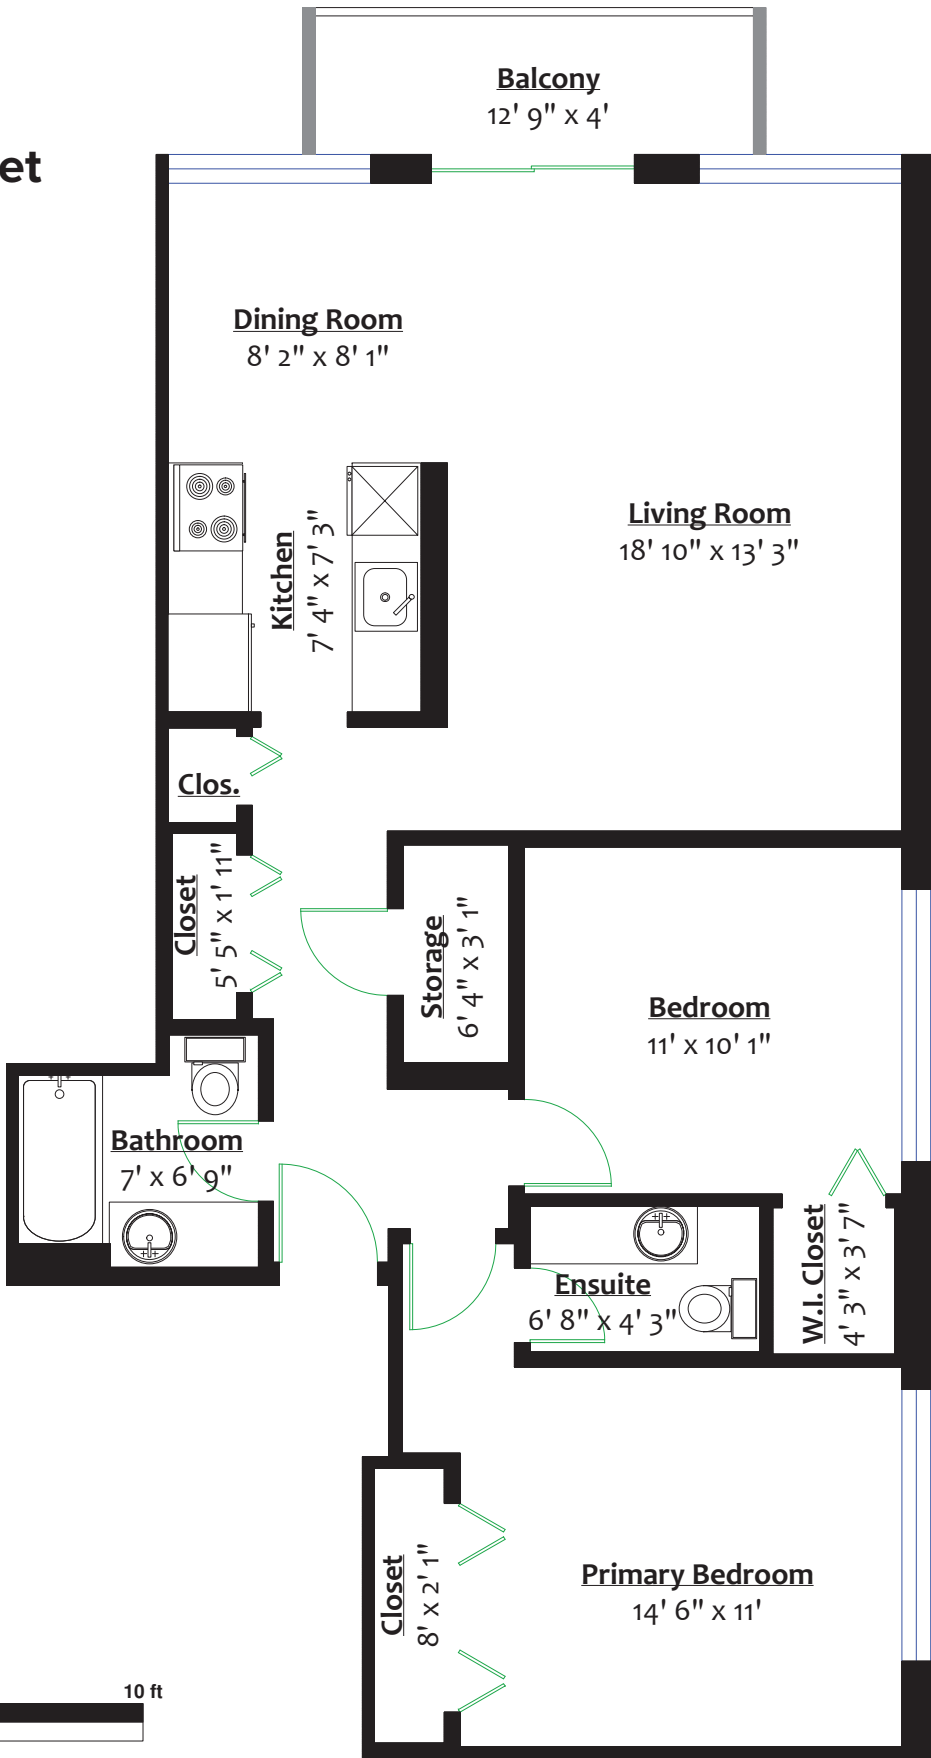 Balcony
12' 9" x 4'
et
Dining Room
8' 2" x 8' 1"
Living Room
18' 10" x 13' 3"
Kitchen
7' 4" x 7' 3"
Clos.
Closet
5' 5" x 1' 11"
Storage
6' 4" x 3' 1"
Bedroom
11' x 10' 1"
Bathroom
7' x 6' 9"
W.I. Closet
4' 3" x 3' 7"
Ensuite
6' 8" x 4' 3"
Closet
8' x 2' 1"
Primary Bedroom
14' 6" x 11'
10 ft